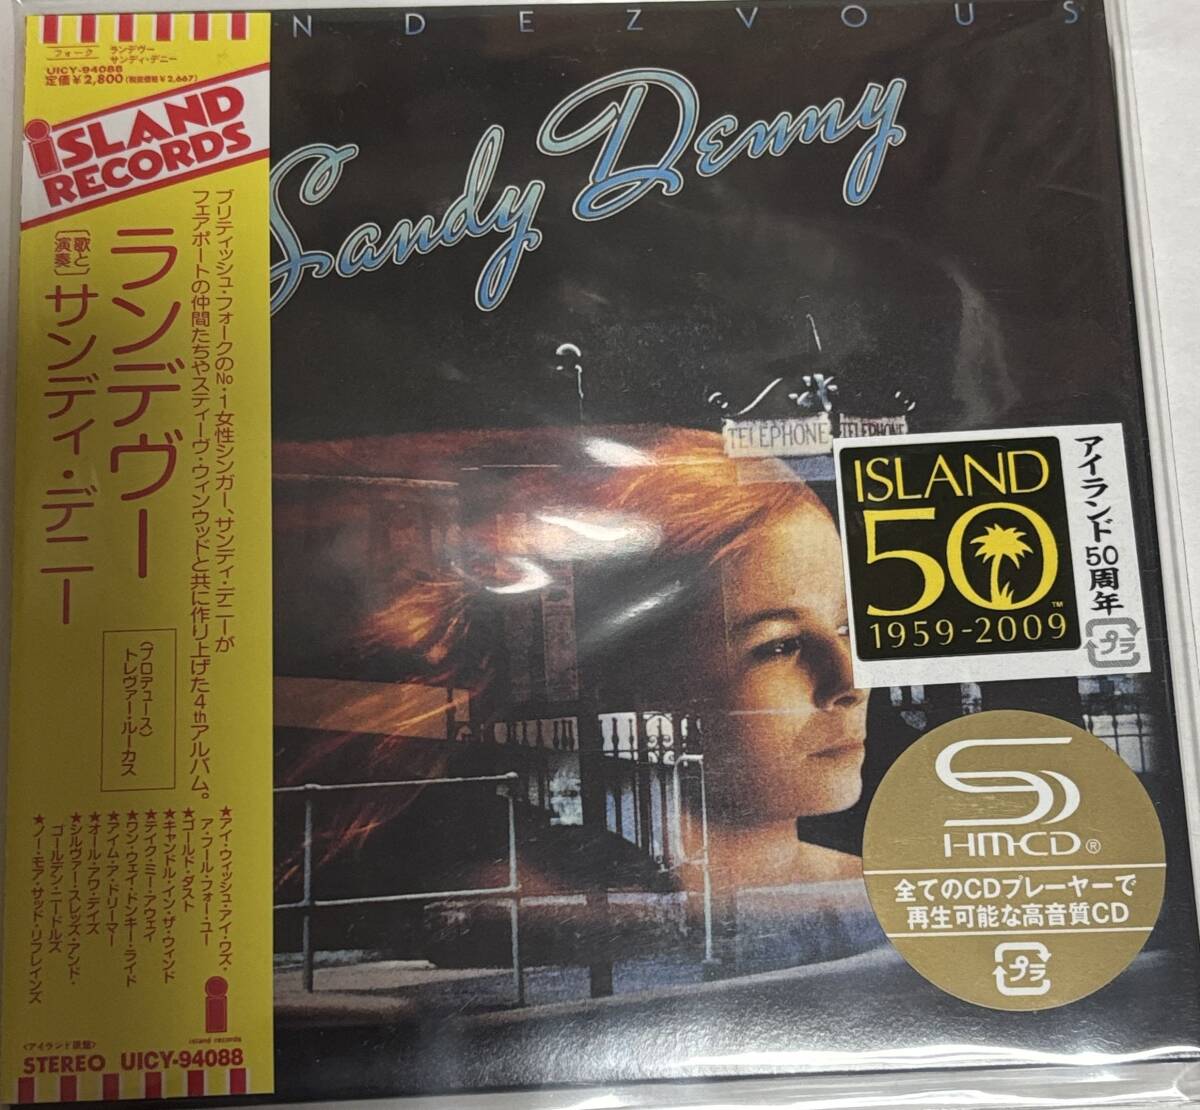 NDEZVOUS
Sandy Denny
フォーク
ランデヴー
サンディ・デニー
UICY-94088
定価¥2,800(税抜価格¥2,667)
iSLAND
RECORDS
ブリティッシュ・フォークのNo.1女性シンガー、サンディ・デニーが
フェアポートの仲間たちやスティーヴ・ウィンウッドと共に作り上げた4thアルバム。
ランデヴー
〔歌と演奏〕
サンディ・デニー
〈プロデュース〉
トレヴァー・ルーカス
★アイ・ウィッシュ・アイ・ワズ・
ア・フール・フォー・ユー
★ゴールド・ダスト
★キャンドル・イン・ザ・ウィンド
★テイク・ミー・アウェイ
★ワン・ウェイ・ドンキー・ライド
★アイム・ア・ドリーマー
★オール・アワ・デイズ
★シルヴァー・スレッズ・アンド・
ゴールデン・ニードルズ
★ノー・モア・サッド・リフレインズ
island records
〈アイランド原盤〉
STEREO UICY-94088
TELEPHONE
TELEPHONE
ISLAND
50
TM
1959-2009
アイランド50周年
プラ
HM-CD®
全てのCDプレーヤーで
再生可能な高音質CD
プラ